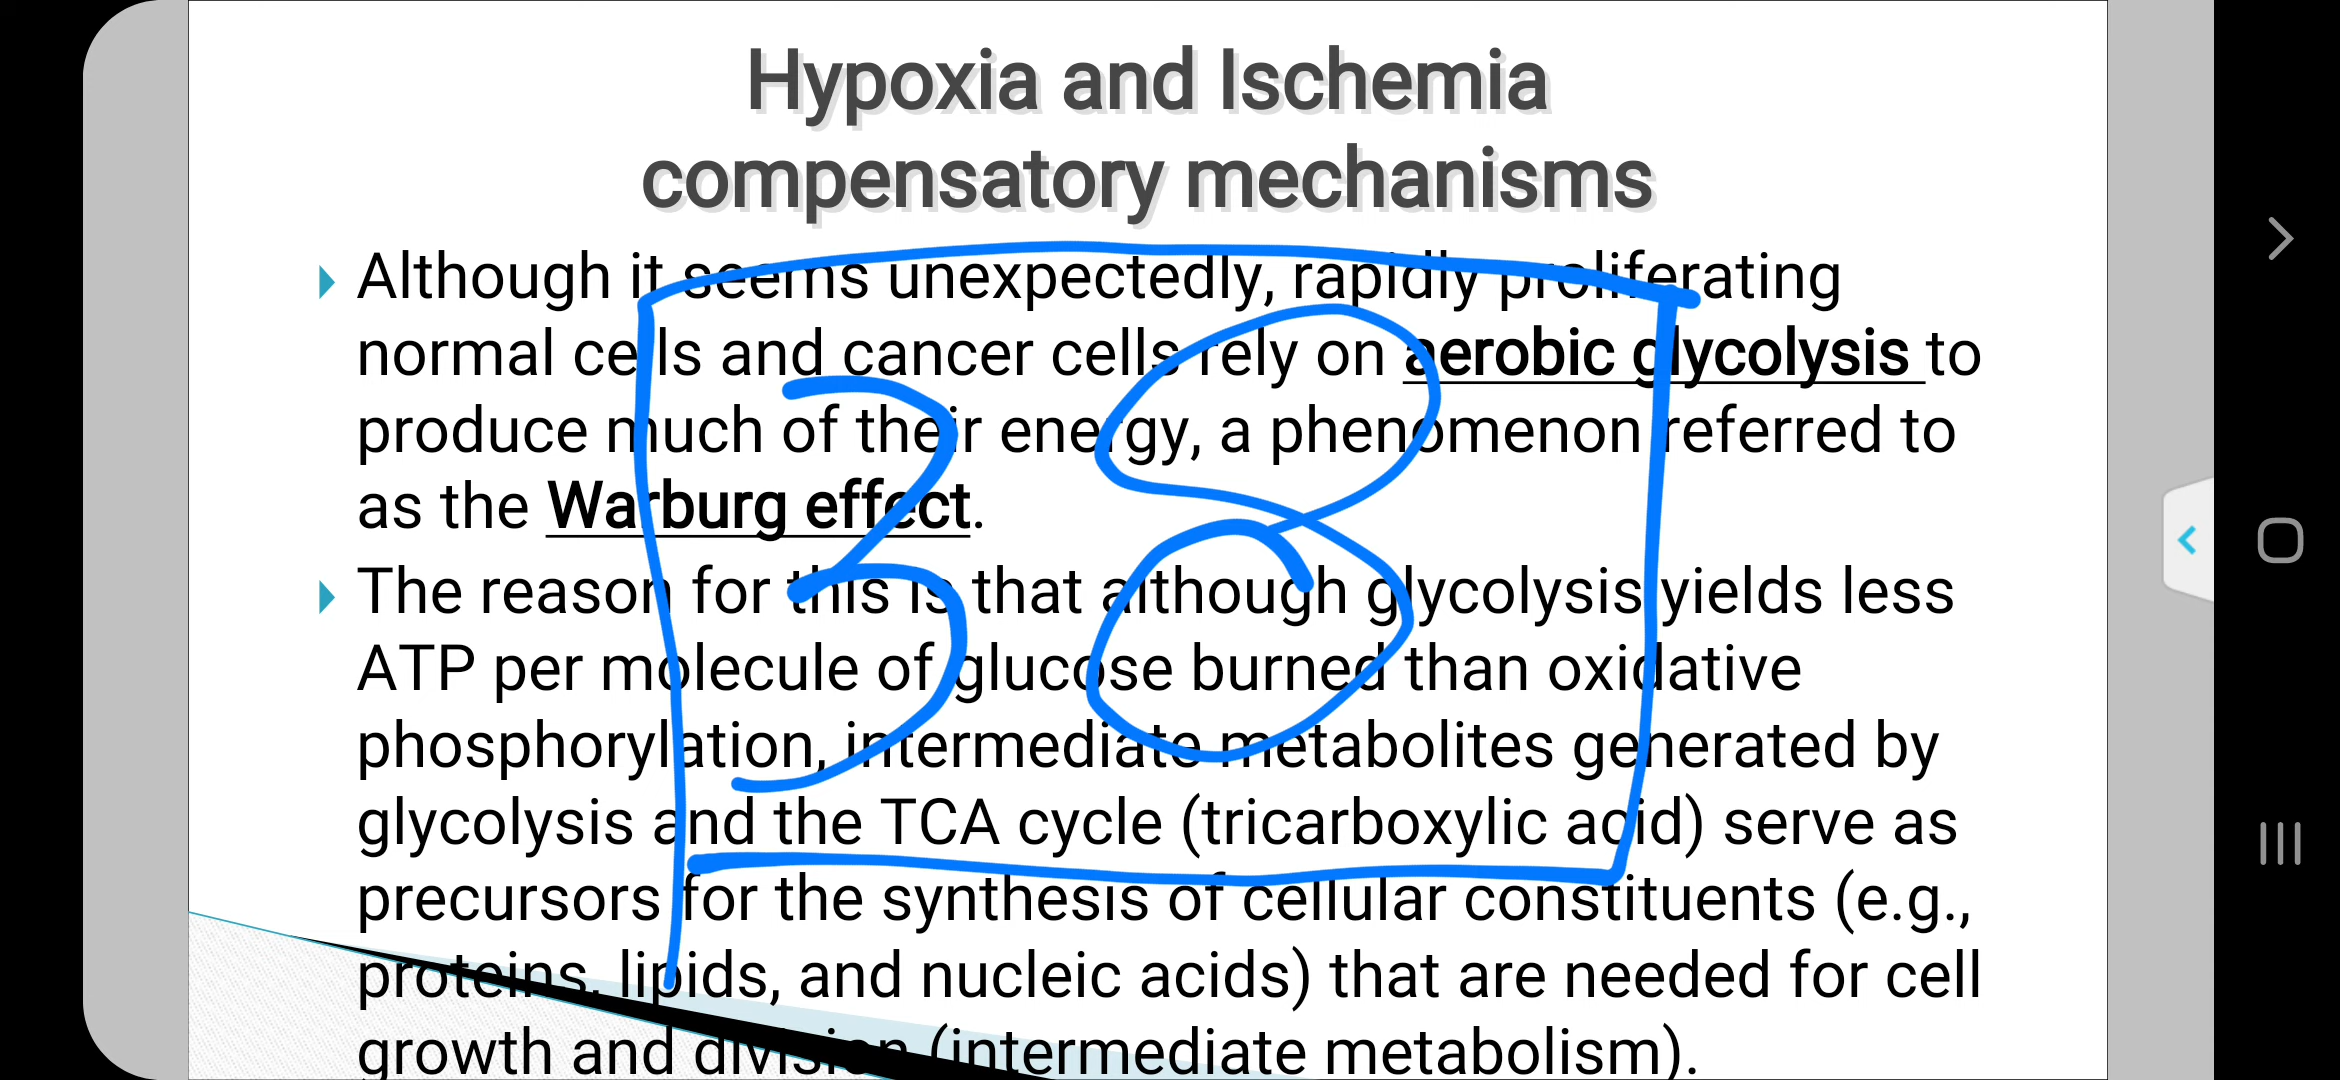 Hypoxia and Ischemia
compensatory mechanisms
Although it seems unexpectedly, rapidly proliferating
normal cells and cancer cells rely on aerobic glycolysis to
produce much of their energy, a phenomenon referred to
as the Warburg effect.
The reason for this is that although glycolysis yields less
ATP per molecule of glucose burned than oxidative
phosphorylation, intermediate metabolites generated by
glycolysis and the TCA cycle (tricarboxylic acid) serve as
precursors for the synthesis of cellular constituents (e.g.,
proteins, lipids, and nucleic acids) that are needed for cell
growth and division (intermediate metabolism).
38